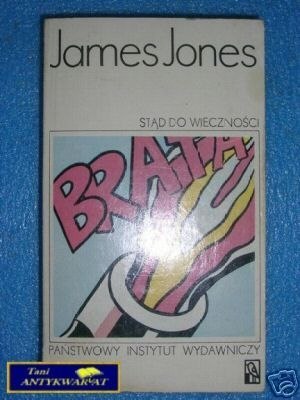 James Jones
STĄD DO WIECZNOŚCI
BRATA
PAŃSTWOWY INSTYTUT WYDAWNICZY
Tani
ANTYKWARIAT